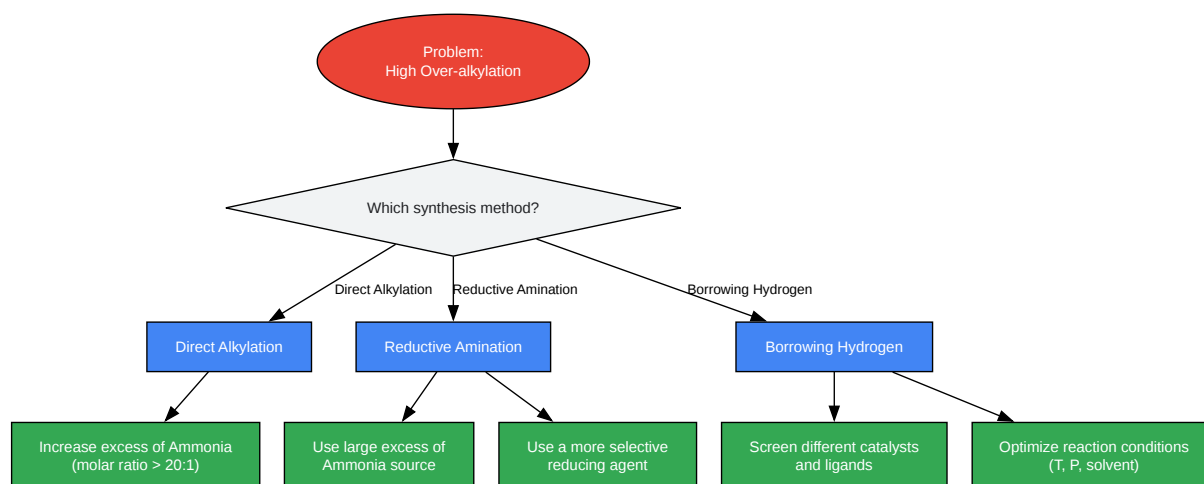 Problem:
High Over-alkylation
Which synthesis method?
Direct Alkylation
Reductive Amination
Borrowing Hydrogen
Direct Alkylation
Reductive Amination
Borrowing Hydrogen
Increase excess of Ammonia
(molar ratio > 20:1)
Use large excess of
Ammonia source
Use a more selective
reducing agent
Screen different catalysts
and ligands
Optimize reaction conditions
(T, P, solvent)